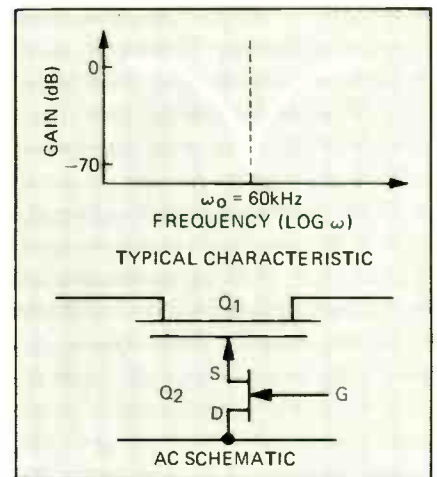 GAIN (dB)
0
−70
ω₀ = 60kHz
FREQUENCY (LOG ω)
TYPICAL CHARACTERISTIC
Q₁
S
Q₂
G
D
AC SCHEMATIC